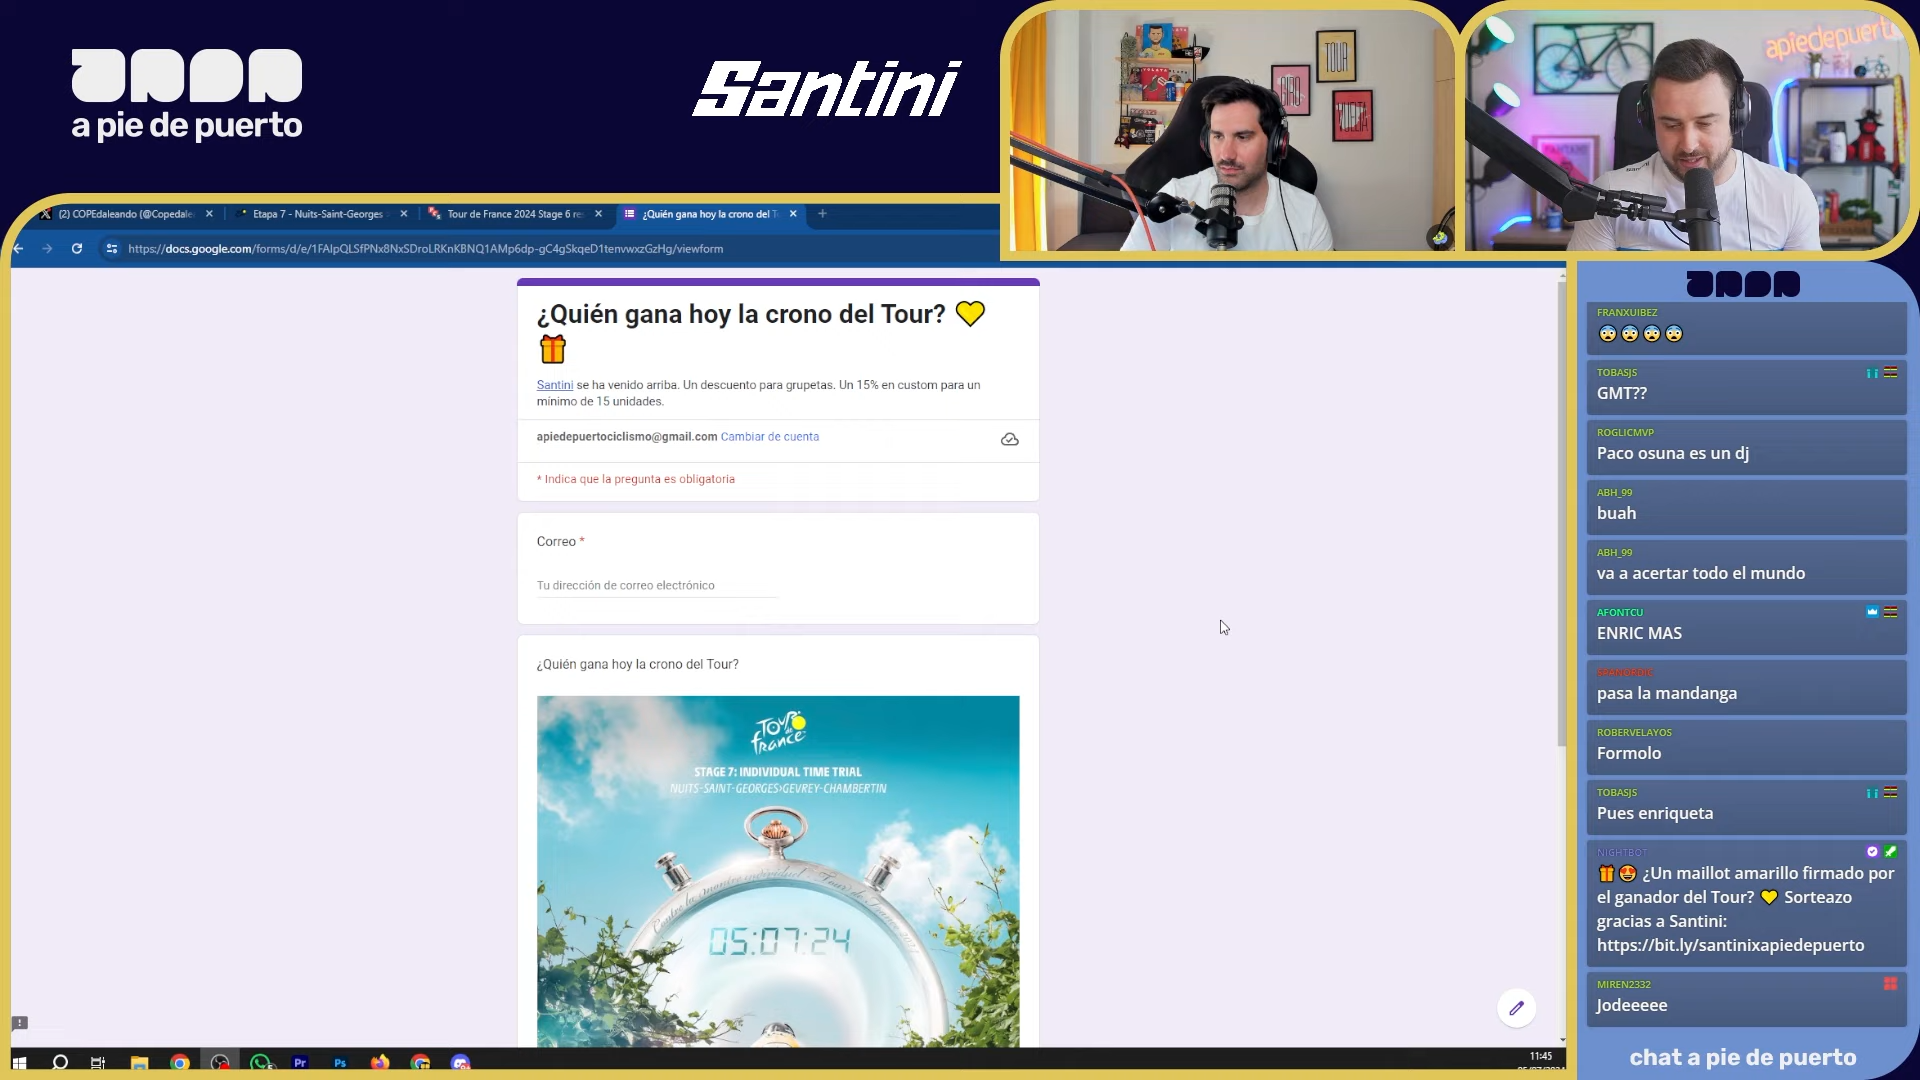 a pie de puerto
Santini
TOUR
GIRO
VUELTA
apiedepuerto
(2) COPEdaleando (@Copedale
Etapa 7 - Nuits-Saint-Georges
Tour de France 2024 Stage 6 re
¿Quién gana hoy la crono del T
https://docs.google.com/forms/d/e/1FAIpQLSfPNx8NxSDroLRKnKBNQ1AMp6dp-gC4gSkqeD1tenvwxzGzHg/viewform
¿Quién gana hoy la crono del Tour? 💛
🎁
Santini se ha venido arriba. Un descuento para grupetas. Un 15% en custom para un
mínimo de 15 unidades.
apiedepuertociclismo@gmail.com Cambiar de cuenta
* Indica que la pregunta es obligatoria
Correo *
Tu dirección de correo electrónico
¿Quién gana hoy la crono del Tour?
Tour de france
STAGE 7: INDIVIDUAL TIME TRIAL
NUITS-SAINT-GEORGES>GEVREY-CHAMBERTIN
05:07:24
FRANXUIBEZ
😨😨😨😨
TOBASJS
GMT??
ROGLICMVP
Paco osuna es un dj
ABH_99
buah
ABH_99
va a acertar todo el mundo
AFONTCU
ENRIC MAS
pasa la mandanga
ROBERVELAYOS
Formolo
TOBASJS
Pues enriqueta
NIGHTBOT
🎁😍 ¿Un maillot amarillo firmado por
el ganador del Tour? 💛 Sorteazo
gracias a Santini:
https://bit.ly/santinixapiedepuerto
MIREN2332
Jodeeeee
Pr
Ps
11:45
chat a pie de puerto